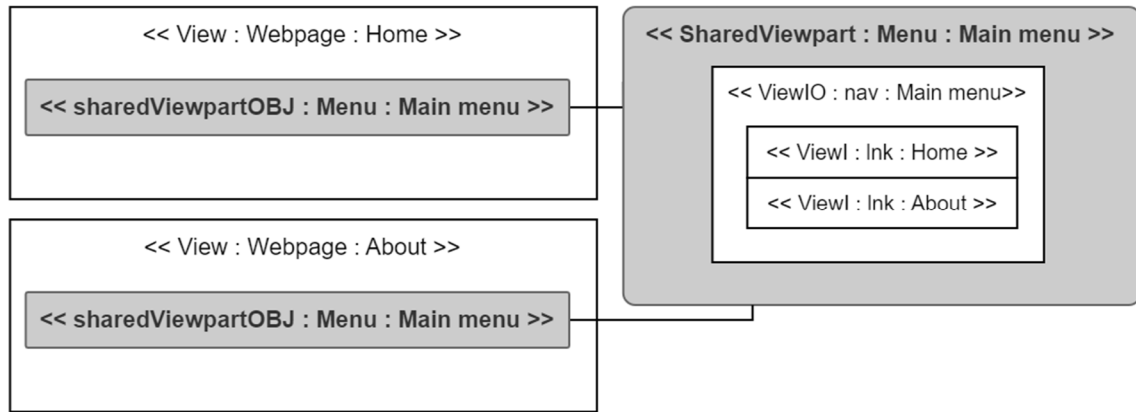 << View : Webpage : Home >>
<< sharedViewpartOBJ : Menu : Main menu >>
<< View : Webpage : About >>
<< sharedViewpartOBJ : Menu : Main menu >>
<< SharedViewpart : Menu : Main menu >>
<< ViewIO : nav : Main menu>>
<< ViewI : lnk : Home >>
<< ViewI : lnk : About >>